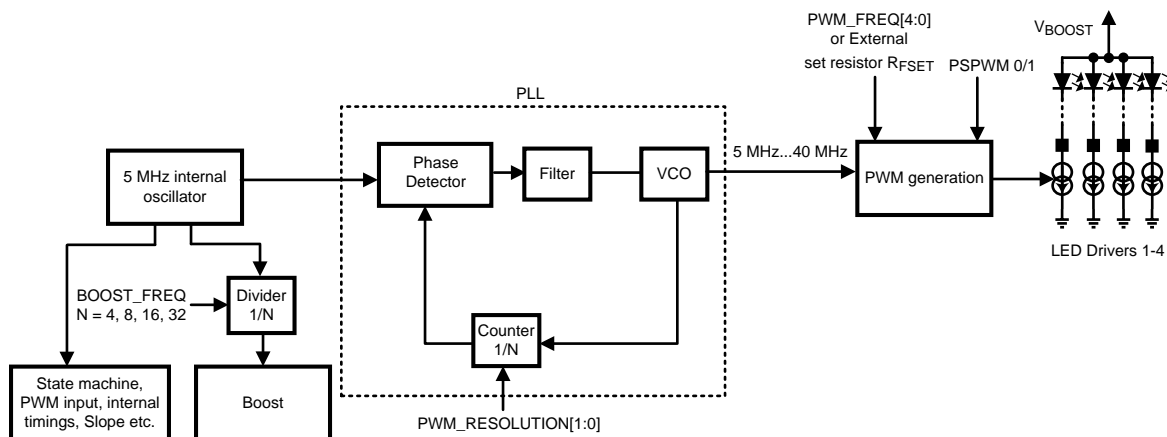 PWM_FREQ[4:0]
or External
set resistor RFSET
PSPWM 0/1
VBOOST
PLL
5 MHz internal
oscillator
Phase
Detector
Filter
VCO
5 MHz...40 MHz
PWM generation
LED Drivers 1-4
BOOST_FREQ
N = 4, 8, 16, 32
Divider
1/N
Counter
1/N
State machine,
PWM input, internal
timings, Slope etc.
Boost
PWM_RESOLUTION[1:0]